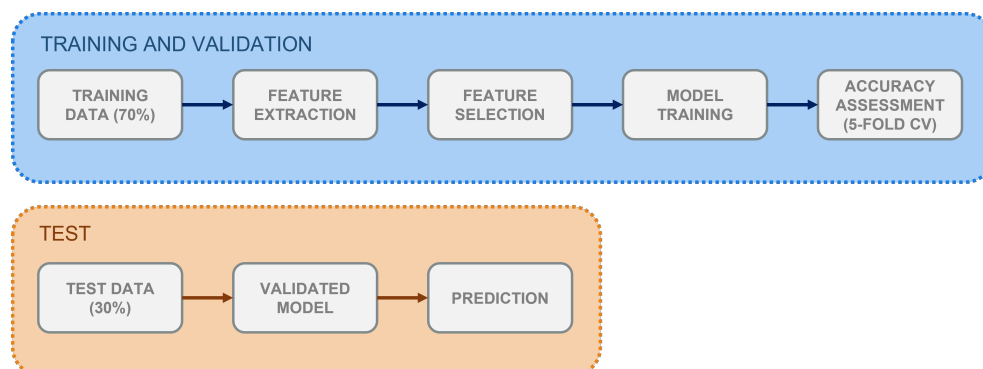 TRAINING AND VALIDATION
TRAINING
DATA (70%)
FEATURE
EXTRACTION
FEATURE
SELECTION
MODEL
TRAINING
ACCURACY
ASSESSMENT
(5-FOLD CV)
TEST
TEST DATA
(30%)
VALIDATED
MODEL
PREDICTION